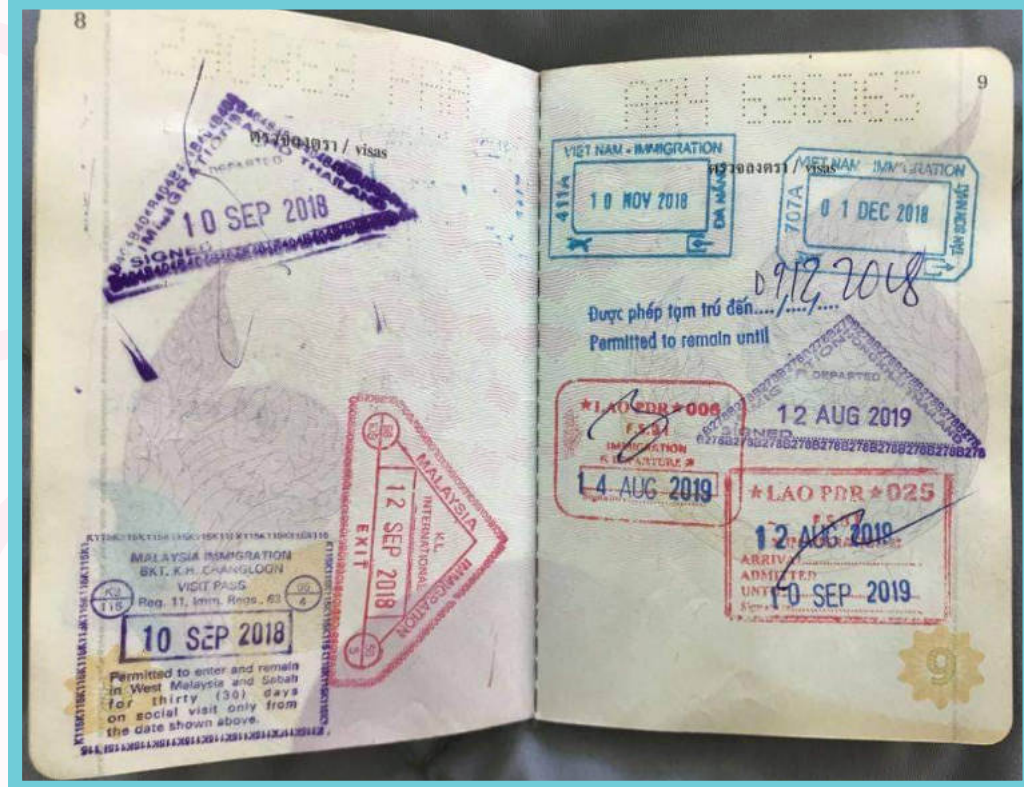 8
ตรวจลงตรา / visas
IMMIGRATION
THAILAND
DEPARTED
10 SEP 2018
SIGNED
MALAYSIA
IMMIGRATION
K.L.
INTERNATIONAL
12 SEP 2018
EXIT
MALAYSIA IMMIGRATION
BKT. K.H. CHANGLOON
VISIT PASS
Reg. 11, Imm. Regs., 63
K2
116
10 SEP 2018
Permitted to enter and remain
in West Malaysia and Sabah
for thirty (30) days
on social visit only from
the date shown above.
9
ตรวจลงตรา / visas
VIET NAM - IMMIGRATION
411A
10 NOV 2018
ĐÀ NẴNG
VIET NAM IMMIGRATION
707A
01 DEC 2018
TÂN SƠN NHẤT
09/12/2018
Được phép tạm trú đến..../..../....
Permitted to remain until
DEPARTED
THAILAND
12 AUG 2019
SIGNED
★LAO PDR★006
F.S.B I
IMMIGRATION
DEPARTURE
14 AUG 2019
★LAO PDR★025
12 AUG 2019
ARRIVAL
ADMITTED
UNTIL
10 SEP 2019
9